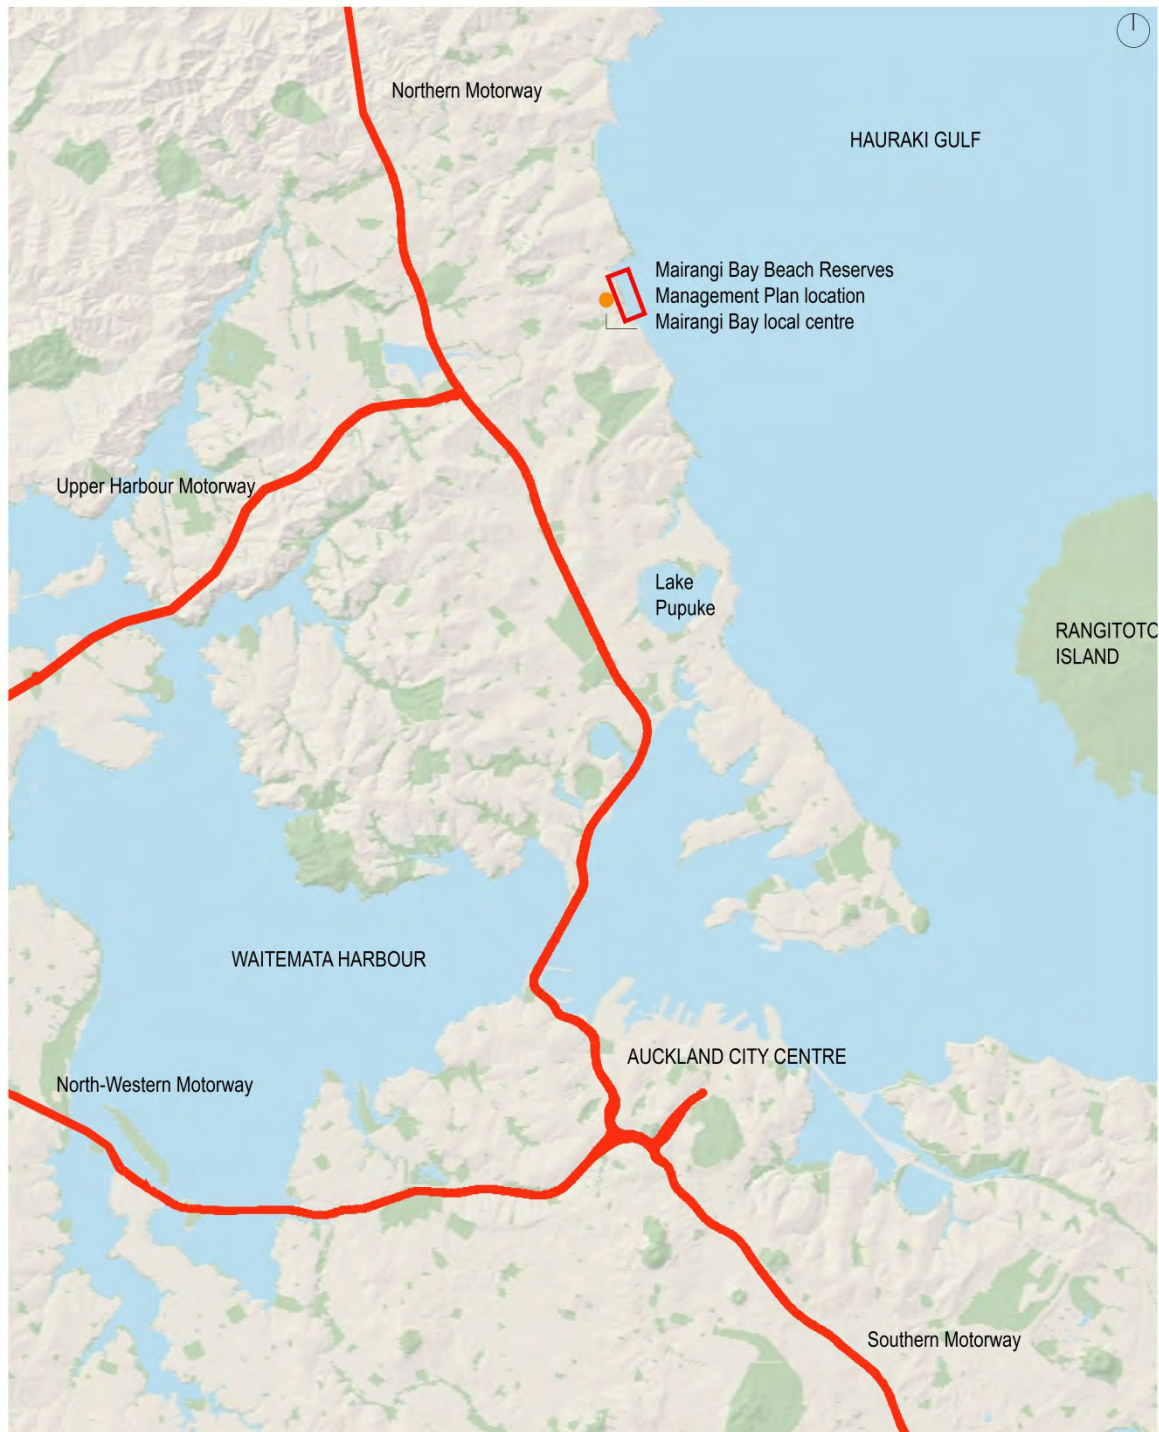 Northern Motorway
HAURAKI GULF
Mairangi Bay Beach Reserves
Management Plan location
Mairangi Bay local centre
Upper Harbour Motorway
Lake
Pupuke
RANGITOTO
ISLAND
WAITEMATA HARBOUR
AUCKLAND CITY CENTRE
North-Western Motorway
Southern Motorway